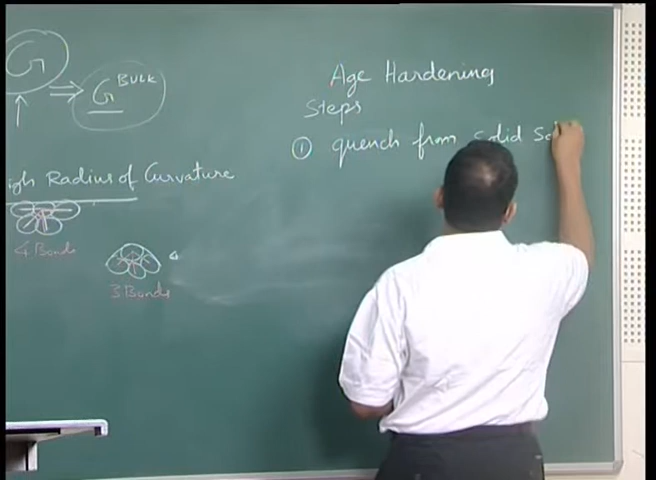 G
⇒ G Bulk
↑
igh Radius of Curvature
4 Bonds
3 Bonds
Age Hardening
Steps
① quench from Solid So